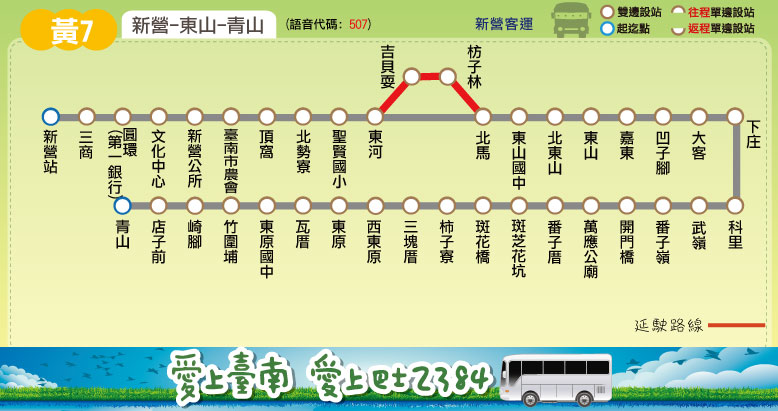 黃7
新營-東山-青山
(語音代碼: 507)
新營客運
雙邊設站
往程單邊設站
起迄點
返程單邊設站
吉貝耍
枋子林
新營站
三商
圓環(第一銀行)
文化中心
新營公所
臺南市農會
頂窩
北勢寮
聖賢國小
東河
北馬
東山國中
北東山
東山
嘉東
凹子腳
大客
下庄
青山
店子前
崎腳
竹圍埔
東原國中
瓦厝
東原
西東原
三塊厝
柿子寮
斑花橋
斑芝花坑
番子厝
萬應公廟
開門橋
番子嶺
武嶺
科里
延駛路線
愛上臺南 愛上巴士2384